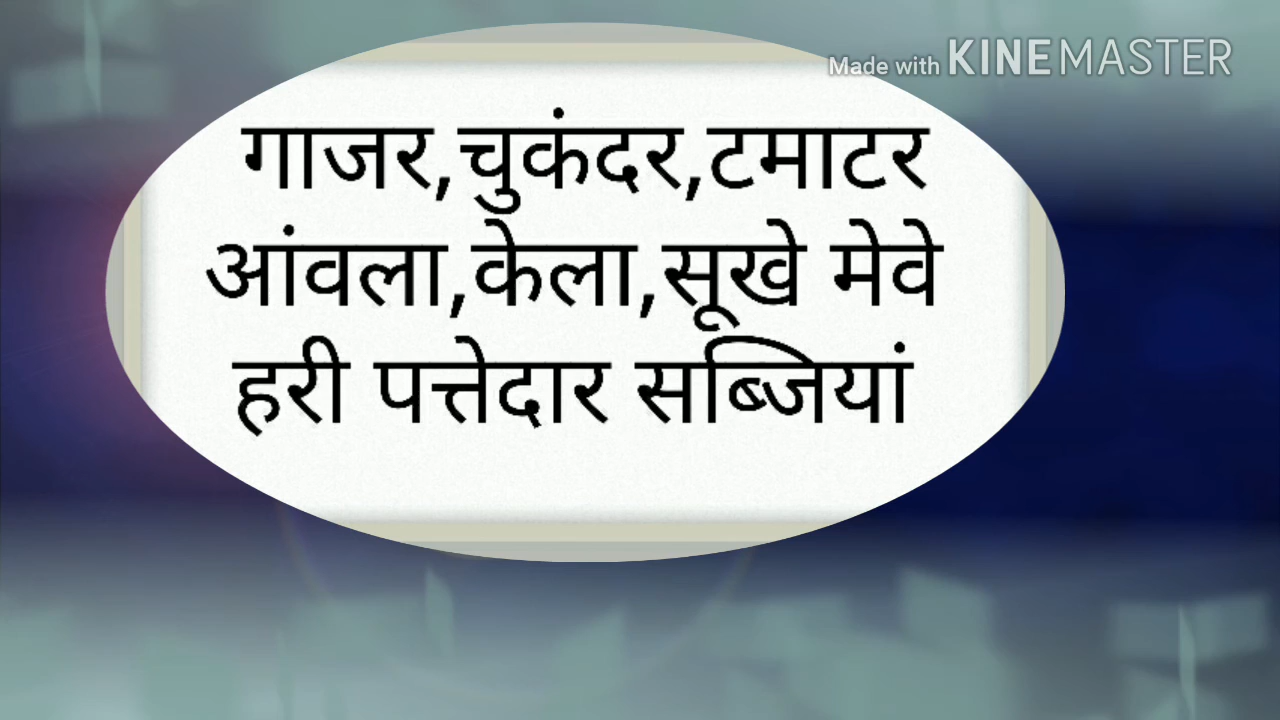 Made with KINEMASTER
गाजर,चुकंदर,टमाटर
आंवला,केला,सूखे मेवे
हरी पत्तेदार सब्जियां